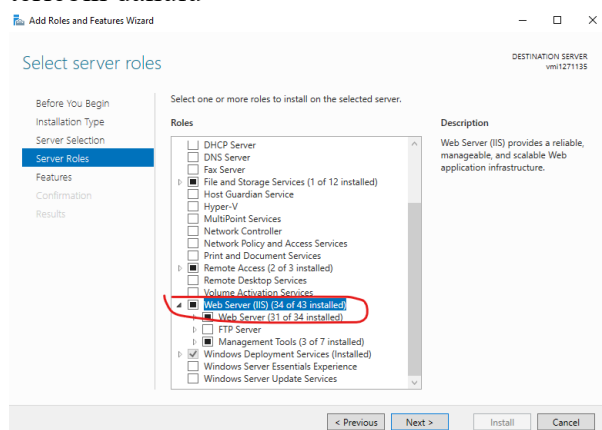 Add Roles and Features Wizard
Select server roles
DESTINATION SERVER
vmi1271135
Before You Begin
Installation Type
Server Selection
Server Roles
Features
Confirmation
Results
Select one or more roles to install on the selected server.
Roles
DHCP Server
DNS Server
Fax Server
File and Storage Services (1 of 12 installed)
Host Guardian Service
Hyper-V
MultiPoint Services
Network Controller
Network Policy and Access Services
Print and Document Services
Remote Access (2 of 3 installed)
Remote Desktop Services
Volume Activation Services
Web Server (IIS) (34 of 43 installed)
Web Server (31 of 34 installed)
FTP Server
Management Tools (3 of 7 installed)
Windows Deployment Services (Installed)
Windows Server Essentials Experience
Windows Server Update Services
Description
Web Server (IIS) provides a reliable,
manageable, and scalable Web
application infrastructure.
< Previous
Next >
Install
Cancel